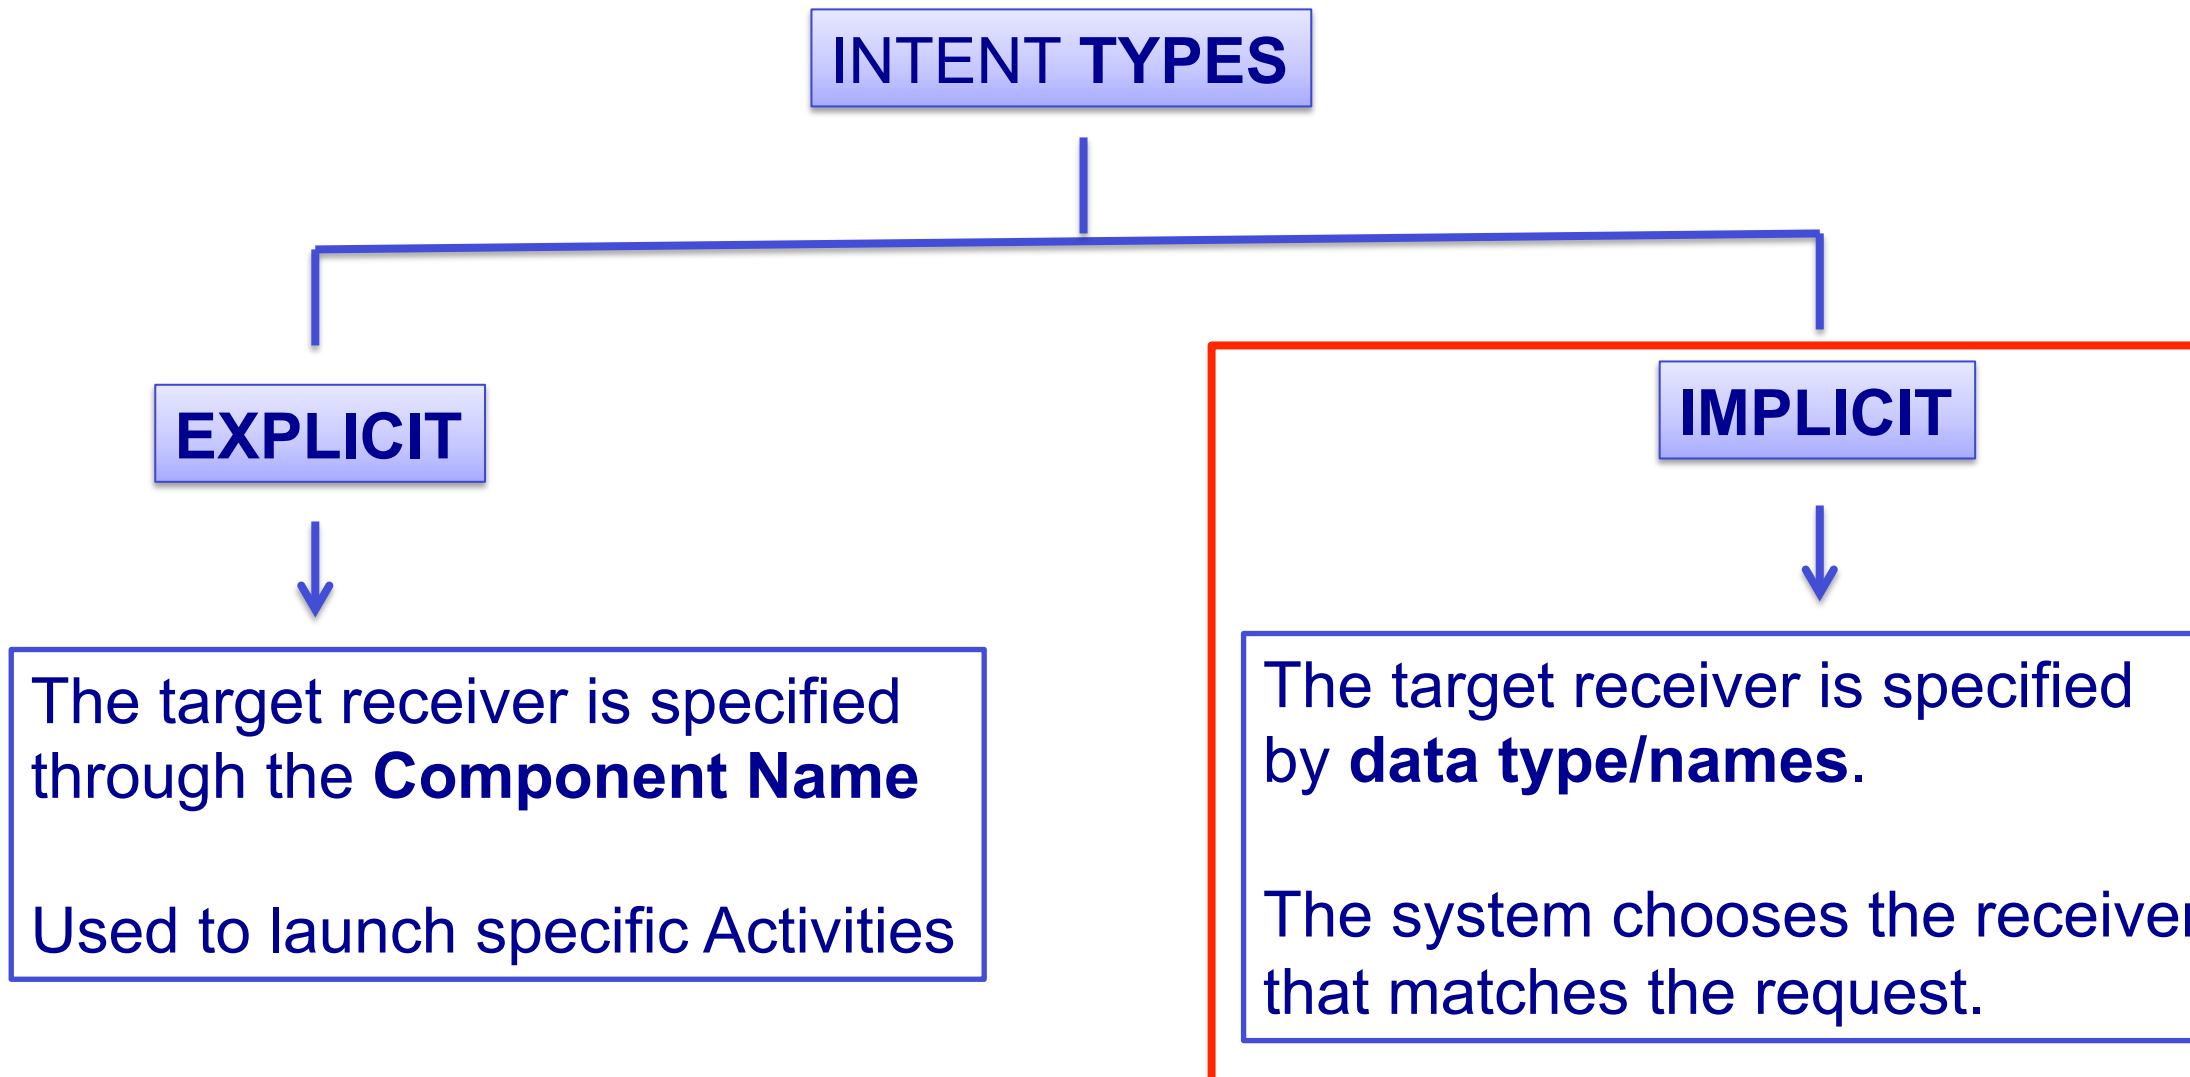 INTENT TYPES
EXPLICIT
The target receiver is specified
through the Component Name
Used to launch specific Activities
IMPLICIT
The target receiver is specified
by data type/names.
The system chooses the receiver
that matches the request.